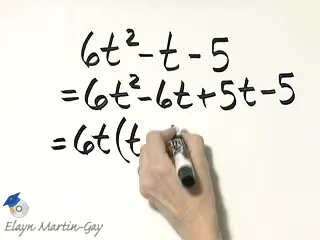 6t² - t - 5
= 6t² - 6t + 5t - 5
= 6t(t
Elayn Martin-Gay